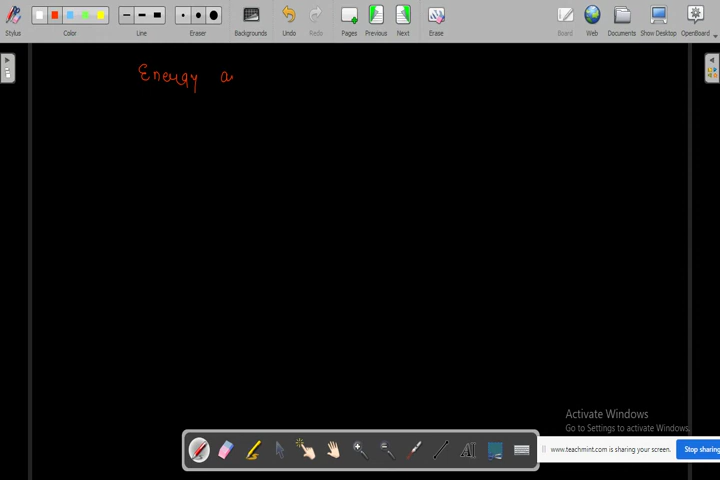 Stylus Color Line Eraser Backgrounds Undo Redo Pages Previous Next Erase Board Web Documents Show Desktop OpenBoard
Energy a
Activate Windows
Go to Settings to activate Windows.
www.teachmint.com is sharing your screen. Stop sharing